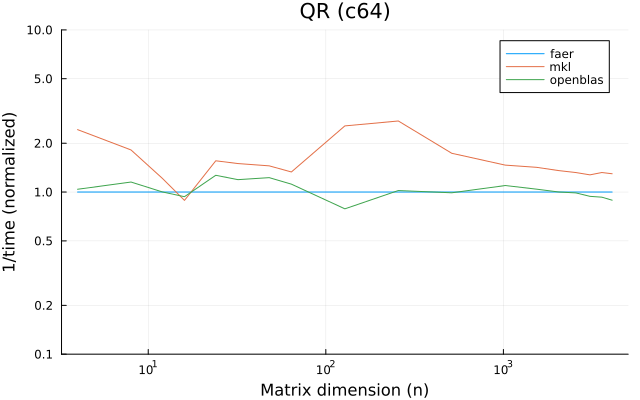 QR (c64)
10.0
5.0
2.0
1.0
0.5
0.2
0.1
1/time (normalized)
faer
mkl
openblas
10¹
10²
10³
Matrix dimension (n)